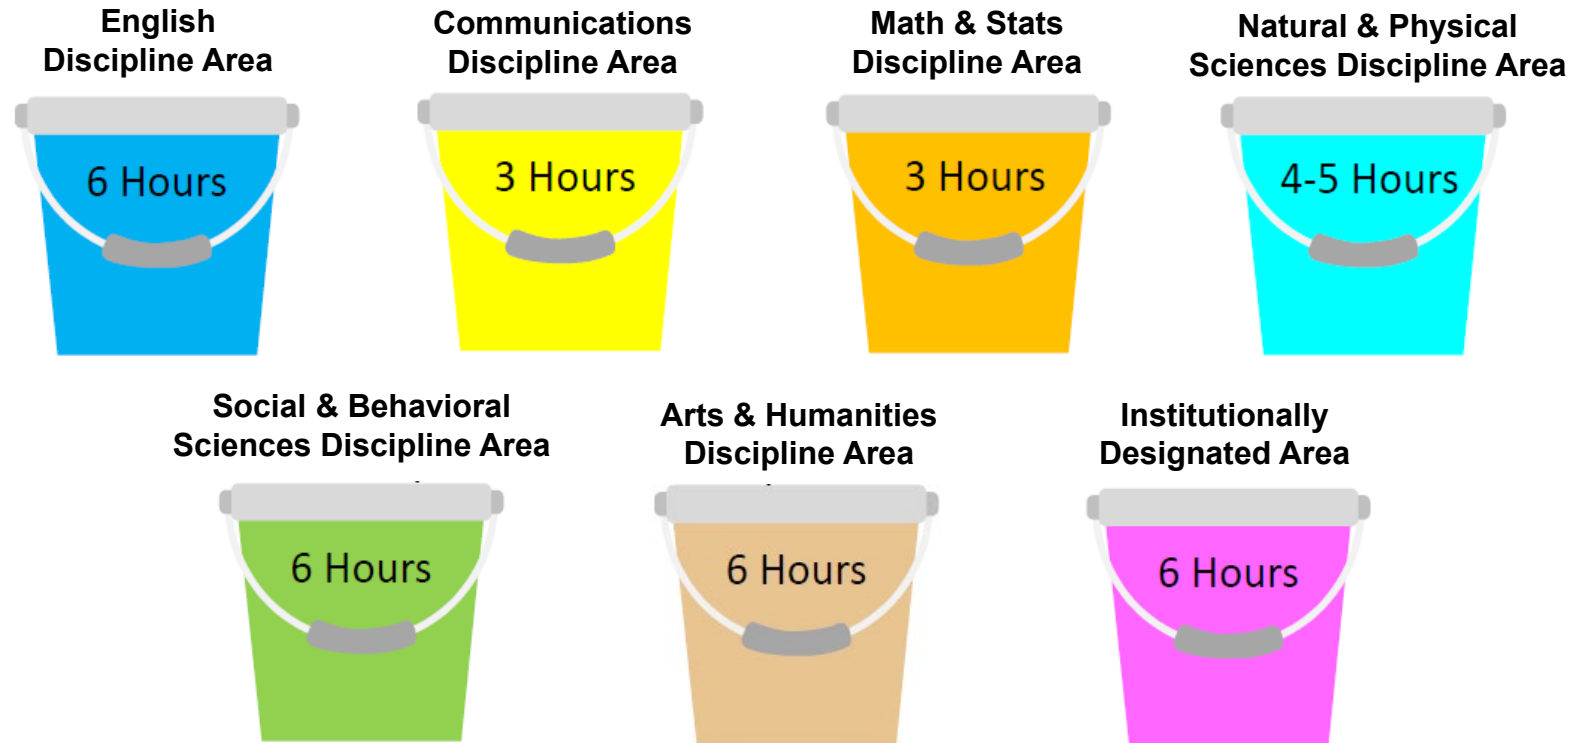 English
Discipline Area
6 Hours
Communications
Discipline Area
3 Hours
Math & Stats
Discipline Area
3 Hours
Natural & Physical
Sciences Discipline Area
4-5 Hours
Social & Behavioral
Sciences Discipline Area
6 Hours
Arts & Humanities
Discipline Area
6 Hours
Institutionally
Designated Area
6 Hours